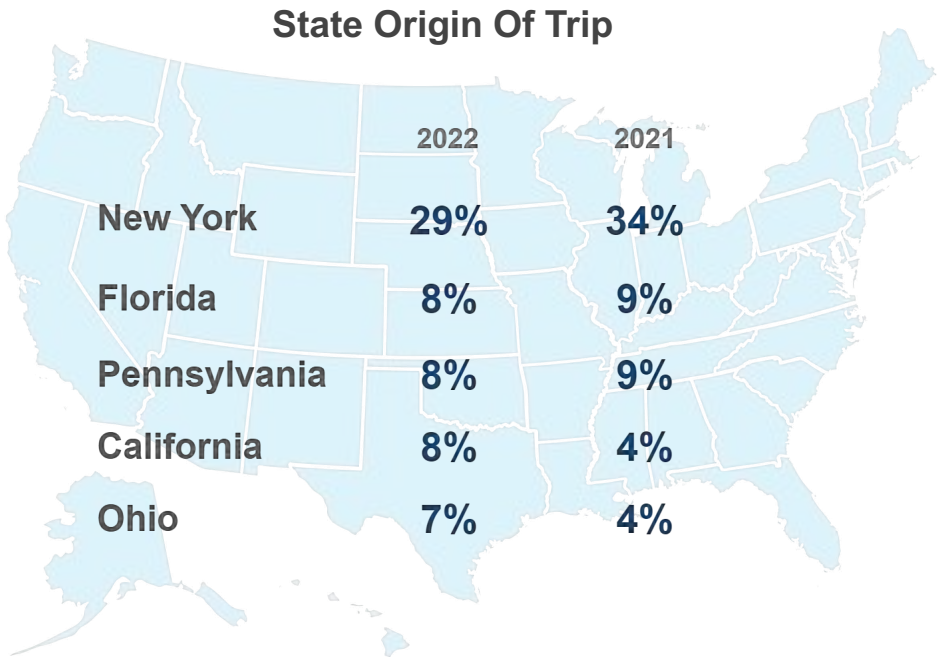 State Origin Of Trip
2022 2021
New York 29% 34%
Florida 8% 9%
Pennsylvania 8% 9%
California 8% 4%
Ohio 7% 4%